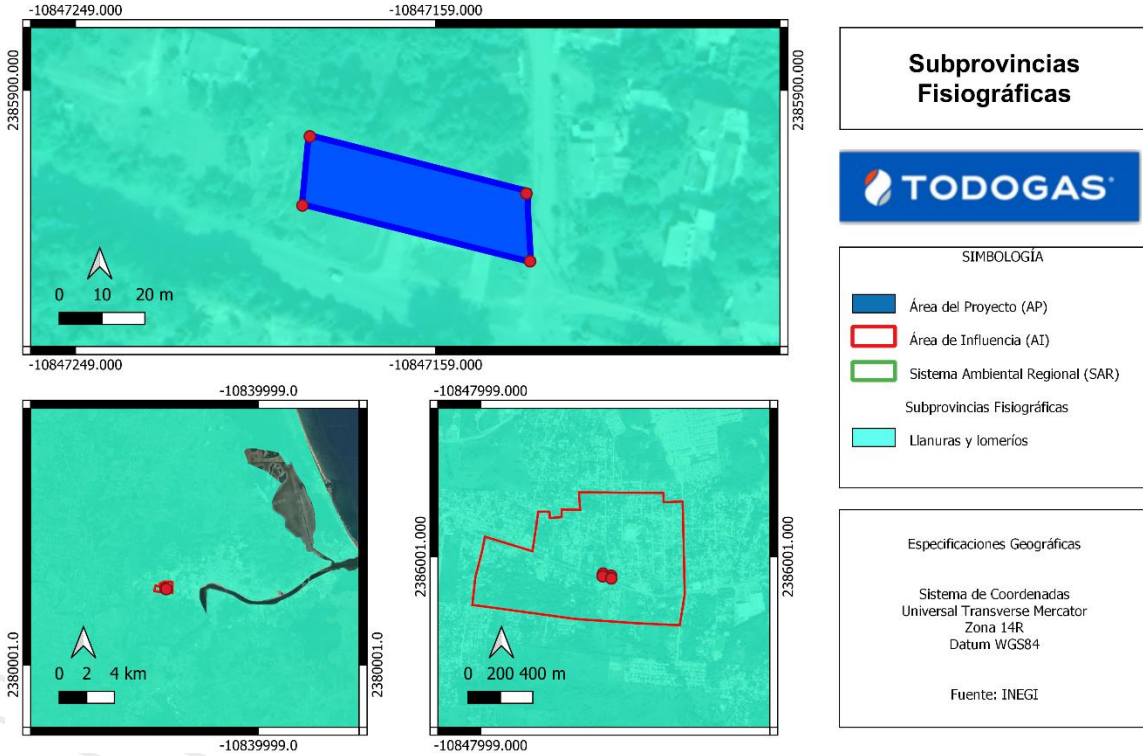 -10847249.000 -10847159.000
2385900.000 2385900.000
0 10 20 m
-10847249.000 -10847159.000
-10839999.0
2380001.0 2380001.0
0 2 4 km
-10839999.0
-10847999.000
2386001.000 2386001.000
0 200 400 m
-10847999.000
Subprovincias
Fisiográficas
TODOGAS
SIMBOLOGÍA
Área del Proyecto (AP)
Área de Influencia (AI)
Sistema Ambiental Regional (SAR)
Subprovincias Fisiográficas
Llanuras y lomeríos
Especificaciones Geográficas
Sistema de Coordenadas
Universal Transverse Mercator
Zona 14R
Datum WGS84
Fuente: INEGI